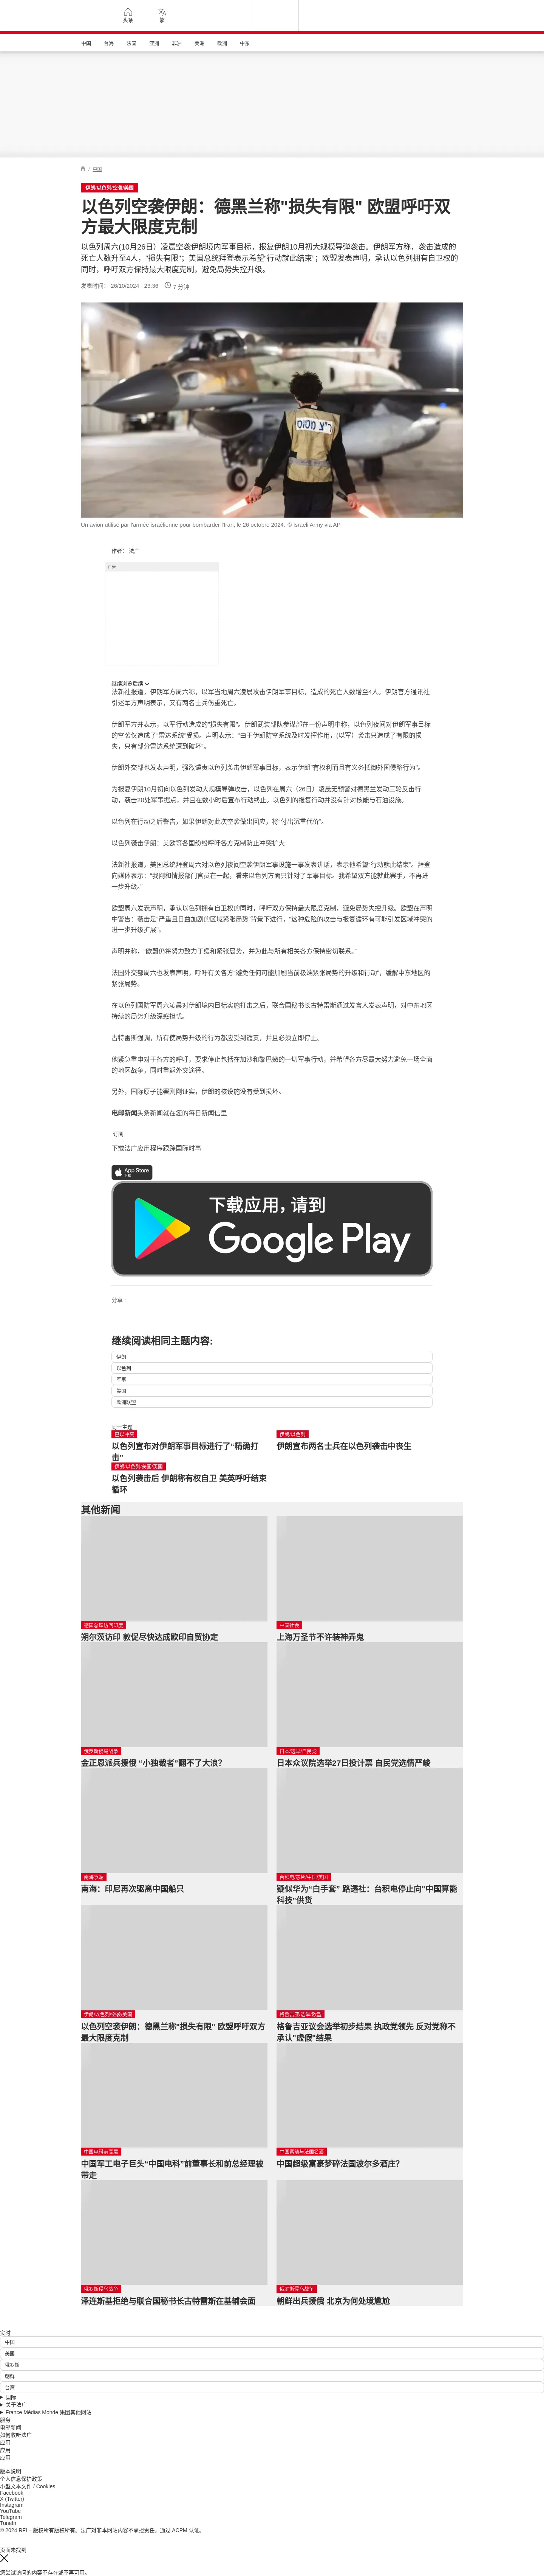 头条
繁
中国
台海
法国
亚洲
非洲
美洲
欧洲
中东
/ 中国
伊朗/以色列/空袭/美国
以色列空袭伊朗：德黑兰称"损失有限" 欧盟呼吁双
方最大限度克制
以色列周六(10月26日）凌晨空袭伊朗境内军事目标，报复伊朗10月初大规模导弹袭击。伊朗军方称，袭击造成的
死亡人数升至4人，"损失有限"；美国总统拜登表示希望"行动就此结束"；欧盟发表声明，承认以色列拥有自卫权的
同时，呼吁双方保持最大限度克制，避免局势失控升级。
发表时间： 26/10/2024 - 23:36
7 分钟
רצ מסוס
Un avion utilisé par l'armée israélienne pour bombarder l'Iran, le 26 octobre 2024. © Israeli Army via AP
作者： 法广
广告
继续浏览后续
法新社报道，伊朗军方周六称，以军当地周六凌晨攻击伊朗军事目标，造成的死亡人数增至4人。伊朗官方通讯社
引述军方声明表示，又有两名士兵伤重死亡。
伊朗军方并表示，以军行动造成的"损失有限"。伊朗武装部队参谋部在一份声明中称，以色列夜间对伊朗军事目标
的空袭仅造成了"雷达系统"受损。声明表示："由于伊朗防空系统及时发挥作用，(以军）袭击只造成了有限的损
失，只有部分雷达系统遭到破坏"。
伊朗外交部也发表声明，强烈谴责以色列袭击伊朗军事目标，表示伊朗"有权利而且有义务抵御外国侵略行为"。
为报复伊朗10月初向以色列发动大规模导弹攻击，以色列在周六（26日）凌晨无预警对德黑兰发动三轮反击行
动，袭击20处军事据点，并且在数小时后宣布行动终止。以色列的报复行动并没有针对核能与石油设施。
以色列在行动之后警告，如果伊朗对此次空袭做出回应，将"付出沉重代价"。
以色列袭击伊朗：美欧等各国纷纷呼吁各方克制防止冲突扩大
法新社报道，美国总统拜登周六对以色列夜间空袭伊朗军事设施一事发表讲话，表示他希望"行动就此结束"。拜登
向媒体表示："我刚和情报部门官员在一起，看来以色列方面只针对了军事目标。我希望双方能就此罢手，不再进
一步升级。"
欧盟周六发表声明，承认以色列拥有自卫权的同时，呼吁双方保持最大限度克制，避免局势失控升级。欧盟在声明
中警告：袭击是"严重且日益加剧的区域紧张局势"背景下进行，"这种危险的攻击与报复循环有可能引发区域冲突的
进一步升级扩展"。
声明并称，"欧盟仍将努力致力于缓和紧张局势，并为此与所有相关各方保持密切联系。"
法国外交部周六也发表声明，呼吁有关各方"避免任何可能加剧当前极端紧张局势的升级和行动"，缓解中东地区的
紧张局势。
在以色列国防军周六凌晨对伊朗境内目标实施打击之后，联合国秘书长古特雷斯通过发言人发表声明，对中东地区
持续的局势升级深感担忧。
古特雷斯强调，所有使局势升级的行为都应受到谴责，并且必须立即停止。
他紧急重申对于各方的呼吁，要求停止包括在加沙和黎巴嫩的一切军事行动，并希望各方尽最大努力避免一场全面
的地区战争，同时重返外交途径。
另外，国际原子能署刚刚证实，伊朗的核设施没有受到损坏。
电邮新闻头条新闻就在您的每日新闻信里
订阅
下载法广应用程序跟踪国际时事
App Store
下载
下载应用，请到
Google Play
分享 :
继续阅读相同主题内容:
伊朗
以色列
军事
美国
欧洲联盟
同一主题
巴以冲突
以色列宣布对伊朗军事目标进行了"精确打
击"
伊朗/以色列
伊朗宣布两名士兵在以色列袭击中丧生
伊朗/以色列/美国/英国
以色列袭击后 伊朗称有权自卫 美英呼吁结束
循环
其他新闻
德国总理访问印度
朔尔茨访印 敦促尽快达成欧印自贸协定
中国社会
上海万圣节不许装神弄鬼
俄罗斯侵乌战争
金正恩派兵援俄 "小独裁者"翻不了大浪？
日本/选举/自民党
日本众议院选举27日投计票 自民党选情严峻
南海争端
南海：印尼再次驱离中国船只
台积电/芯片/中国/美国
疑似华为"白手套" 路透社：台积电停止向"中国算能
科技"供货
伊朗/以色列/空袭/美国
以色列空袭伊朗：德黑兰称"损失有限" 欧盟呼吁双方
最大限度克制
格鲁吉亚/选举/欧盟
格鲁吉亚议会选举初步结果 执政党领先 反对党称不
承认"虚假"结果
中国电科前高层
中国军工电子巨头"中国电科"前董事长和前总经理被
带走
中国富翁与法国名酒
中国超级富豪梦碎法国波尔多酒庄？
俄罗斯侵乌战争
泽连斯基拒绝与联合国秘书长古特雷斯在基辅会面
俄罗斯侵乌战争
朝鲜出兵援俄 北京为何处境尴尬
实时
中国
美国
俄罗斯
朝鲜
台湾
国际
关于法广
France Médias Monde 集团其他网站
服务
电邮新闻
如何收听法广
应用
应用
应用
版本说明
个人信息保护政策
小型文本文件 / Cookies
Facebook
X (Twitter)
Instagram
YouTube
Telegram
TuneIn
© 2024 RFI – 版权所有版权所有。法广对非本网站内容不承担责任。通过 ACPM 认证。
页面未找到
您尝试访问的内容不存在或不再可用。